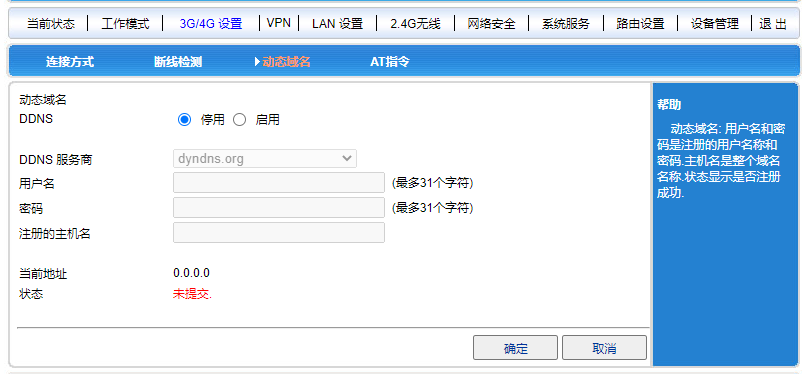 当前状态 工作模式 3G/4G 设置 VPN LAN 设置 2.4G无线 网络安全 系统服务 路由设置 设备管理 退 出
连接方式 断线检测 动态域名 AT指令
动态域名
DDNS 停用 启用
DDNS 服务商 dyndns.org
用户名 (最多31个字符)
密码 (最多31个字符)
注册的主机名
当前地址 0.0.0.0
状态 未提交.
确定 取消
帮助
动态域名: 用户名和密
码是注册的用户名称和
密码.主机名是整个域名
名称.状态显示是否注册
成功.